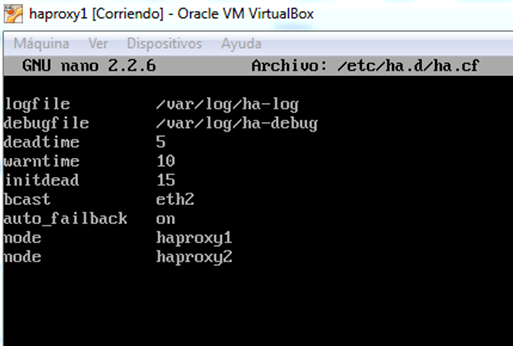 haproxy1 [Corriendo] - Oracle VM VirtualBox
Máquina Ver Dispositivos Ayuda
GNU nano 2.2.6 Archivo: /etc/ha.d/ha.cf
logfile /var/log/ha-log
debugfile /var/log/ha-debug
deadtime 5
warntime 10
initdead 15
bcast eth2
auto_failback on
node haproxy1
node haproxy2